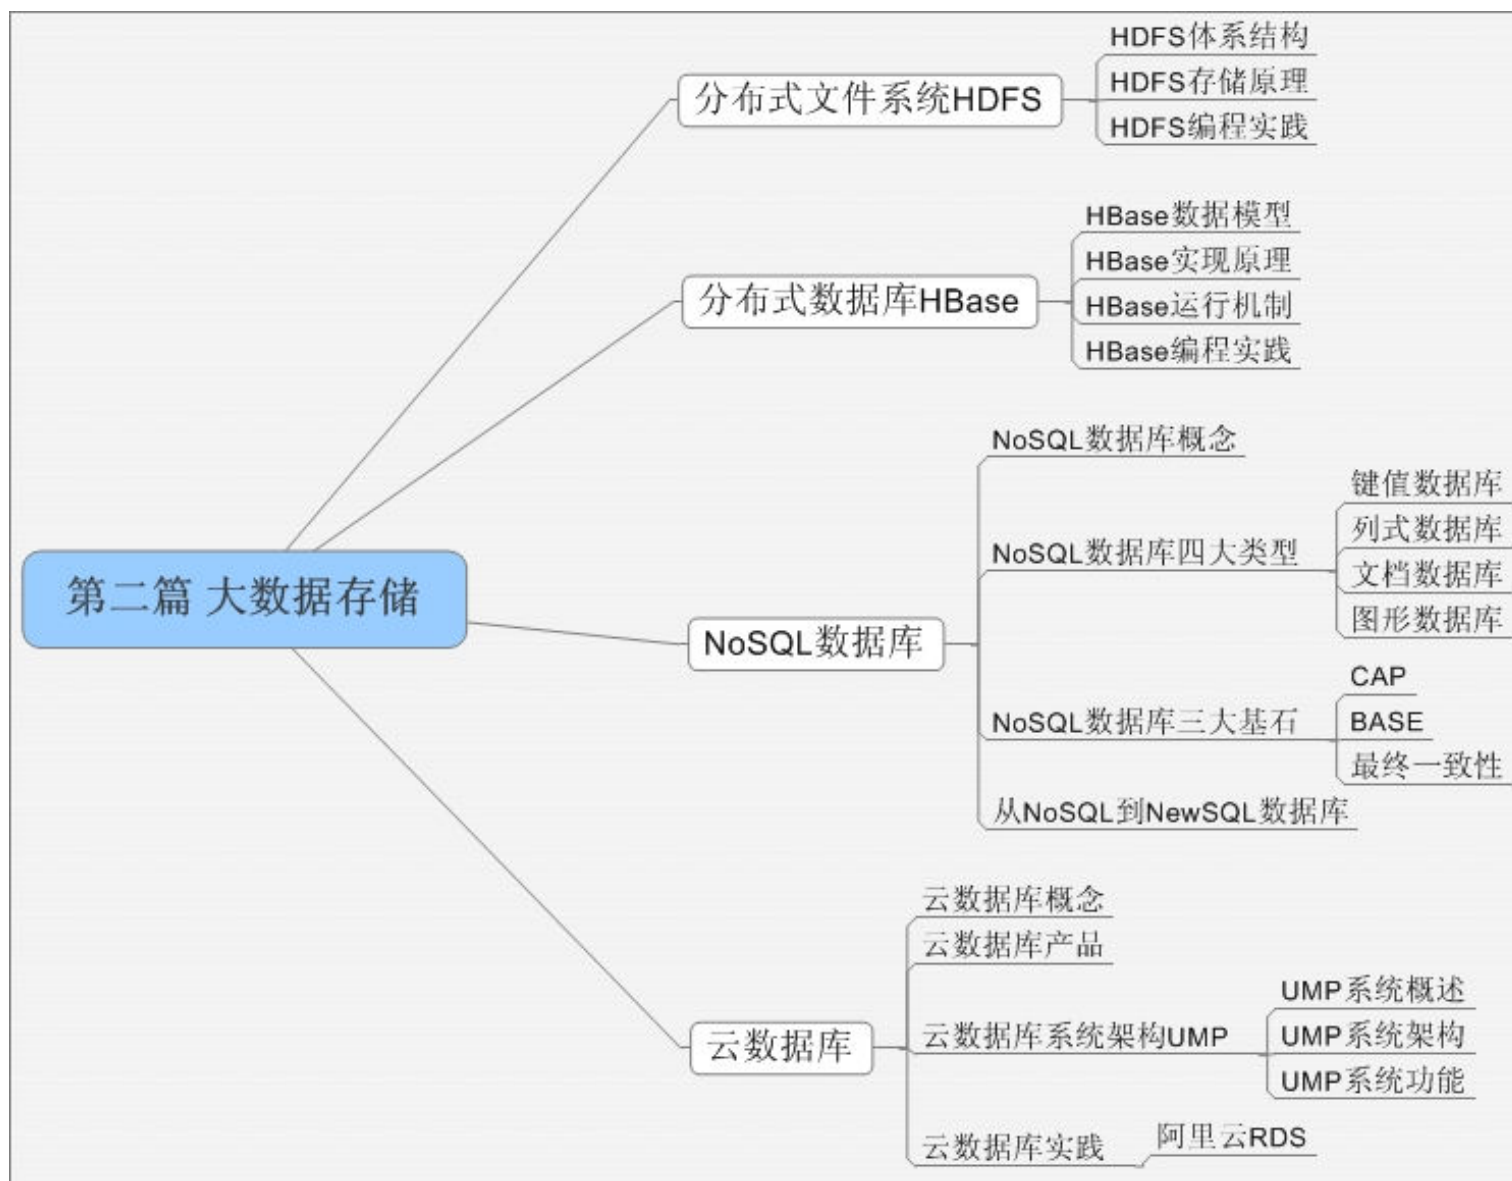 第二篇 大数据存储
分布式文件系统HDFS
HDFS体系结构
HDFS存储原理
HDFS编程实践
分布式数据库HBase
HBase数据模型
HBase实现原理
HBase运行机制
HBase编程实践
NoSQL数据库
NoSQL数据库概念
NoSQL数据库四大类型
键值数据库
列式数据库
文档数据库
图形数据库
NoSQL数据库三大基石
CAP
BASE
最终一致性
从NoSQL到NewSQL数据库
云数据库
云数据库概念
云数据库产品
云数据库系统架构UMP
UMP系统概述
UMP系统架构
UMP系统功能
云数据库实践
阿里云RDS